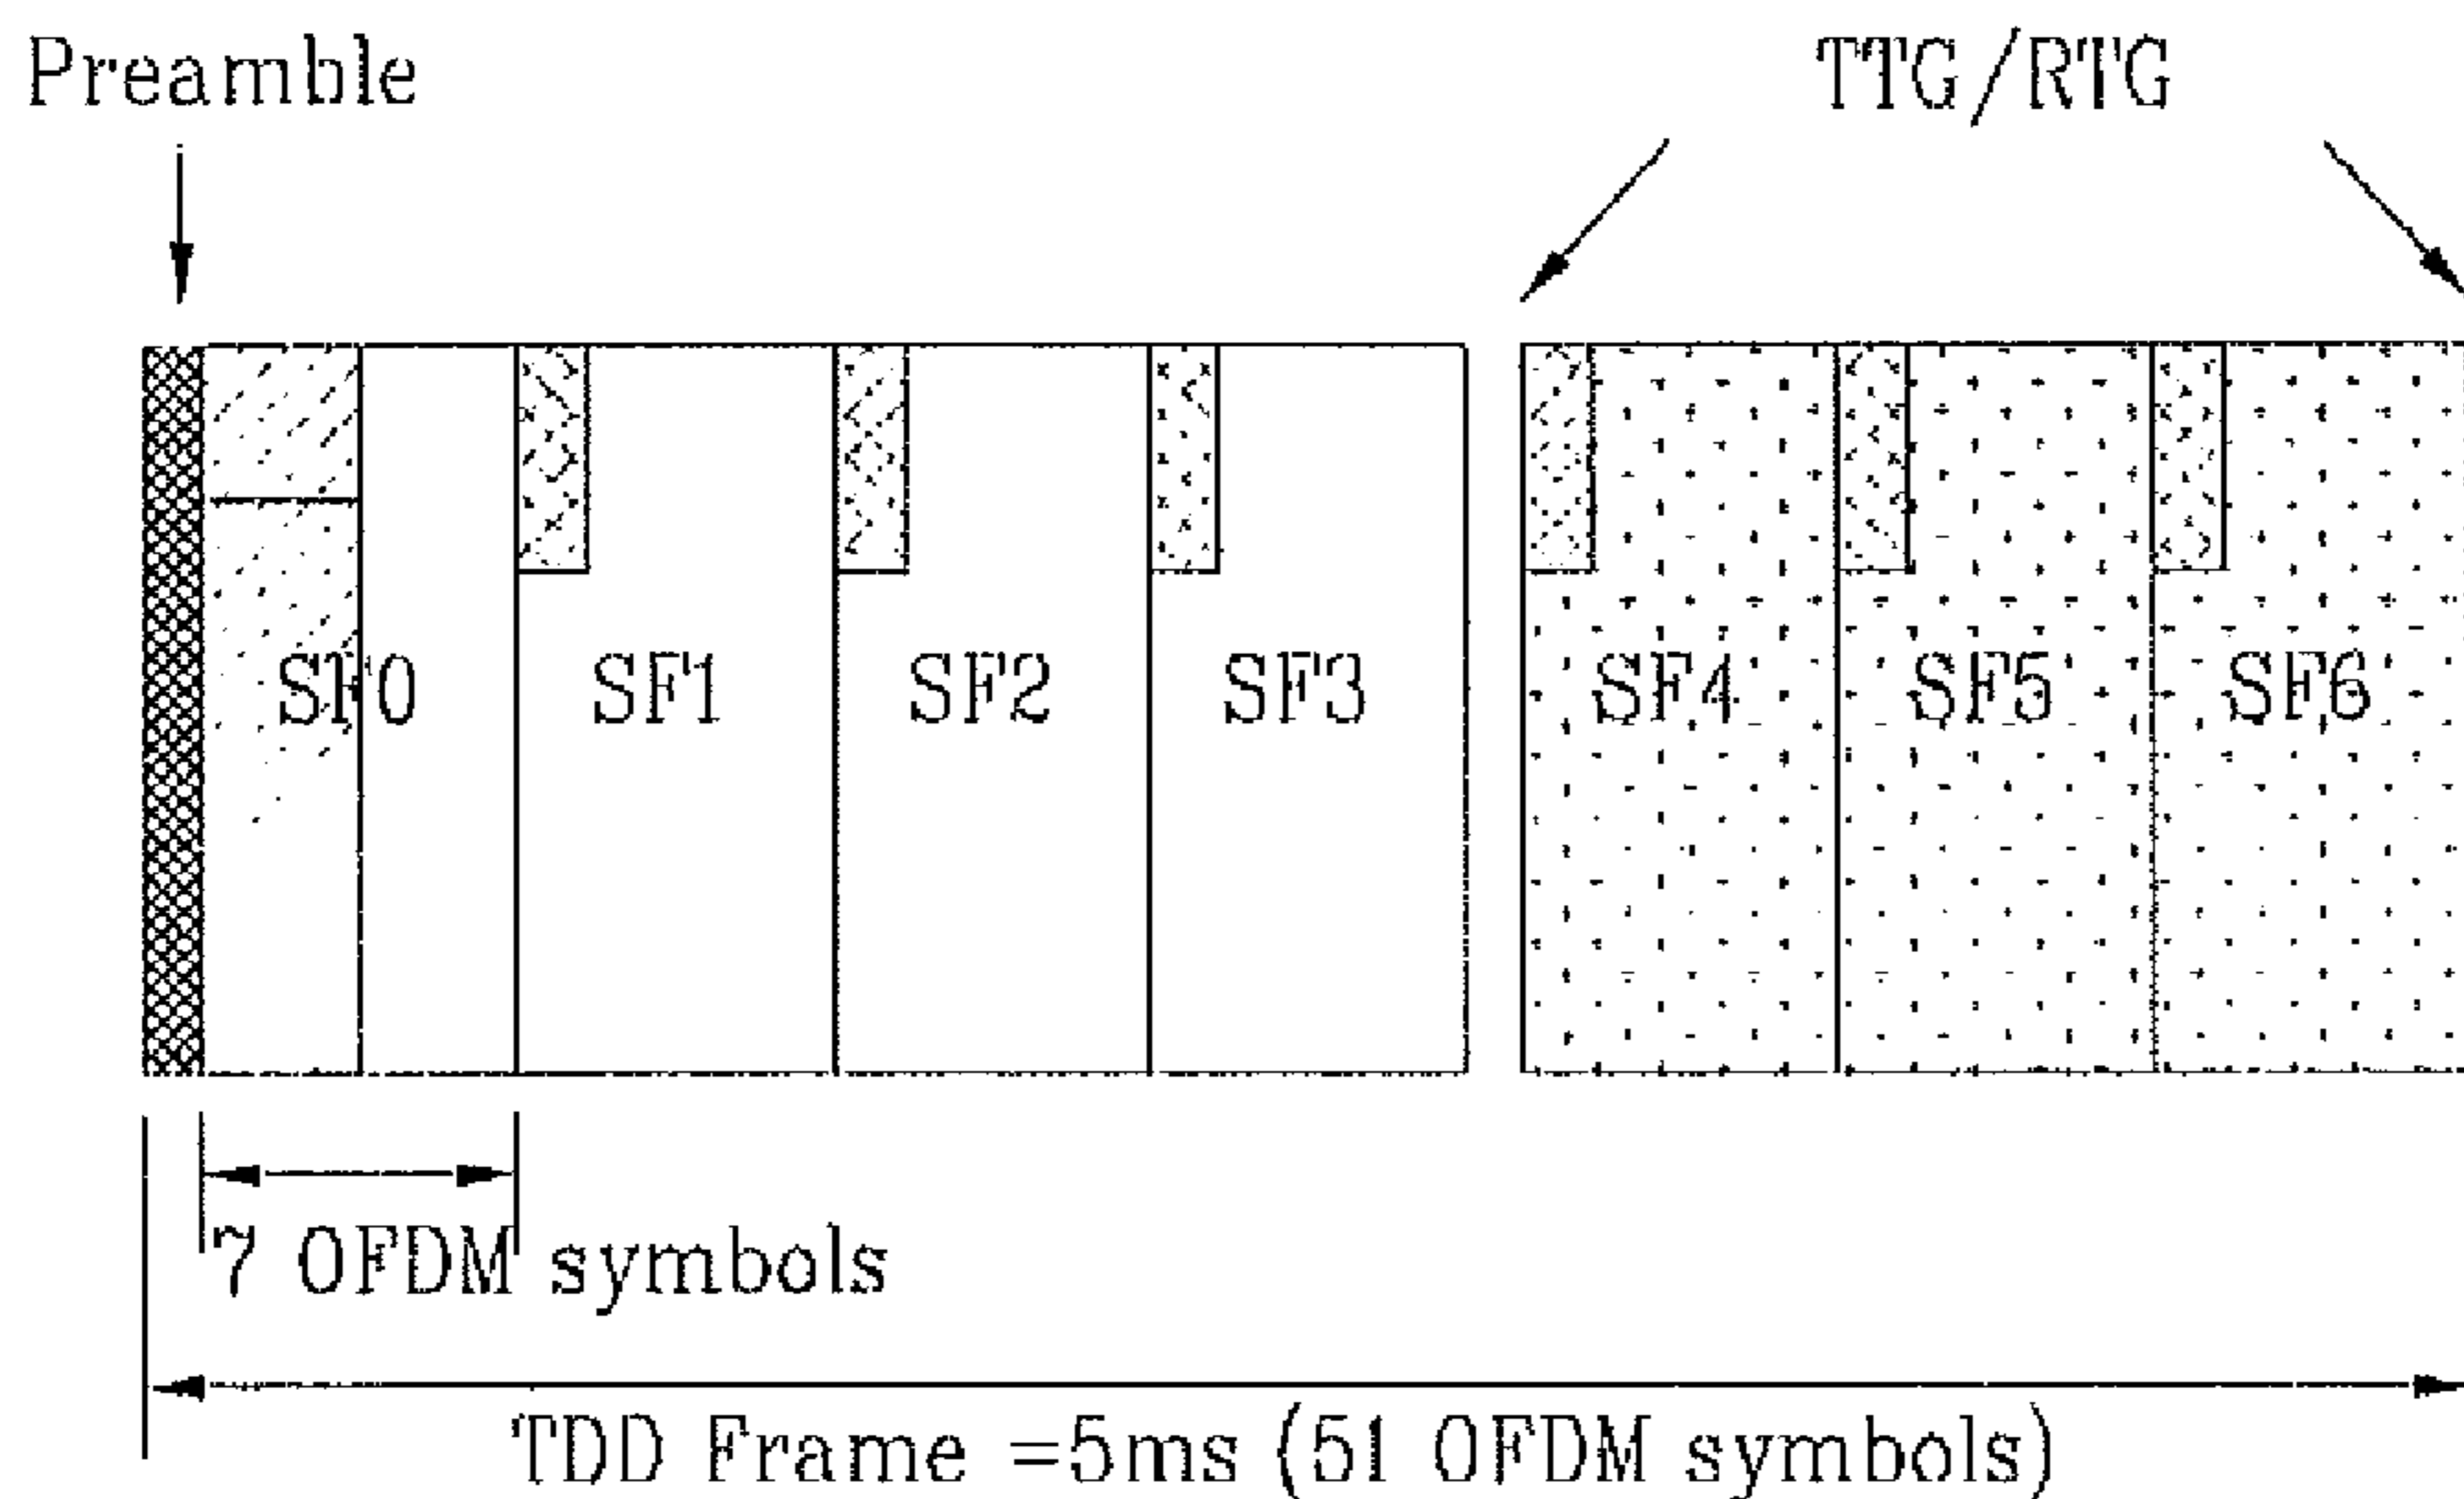 Preamble
TTG/RTG
SF0 SF1 SF2 SF3 SF4 SF5 SF6
7 OFDM symbols
TDD Frame =5ms (51 OFDM symbols)